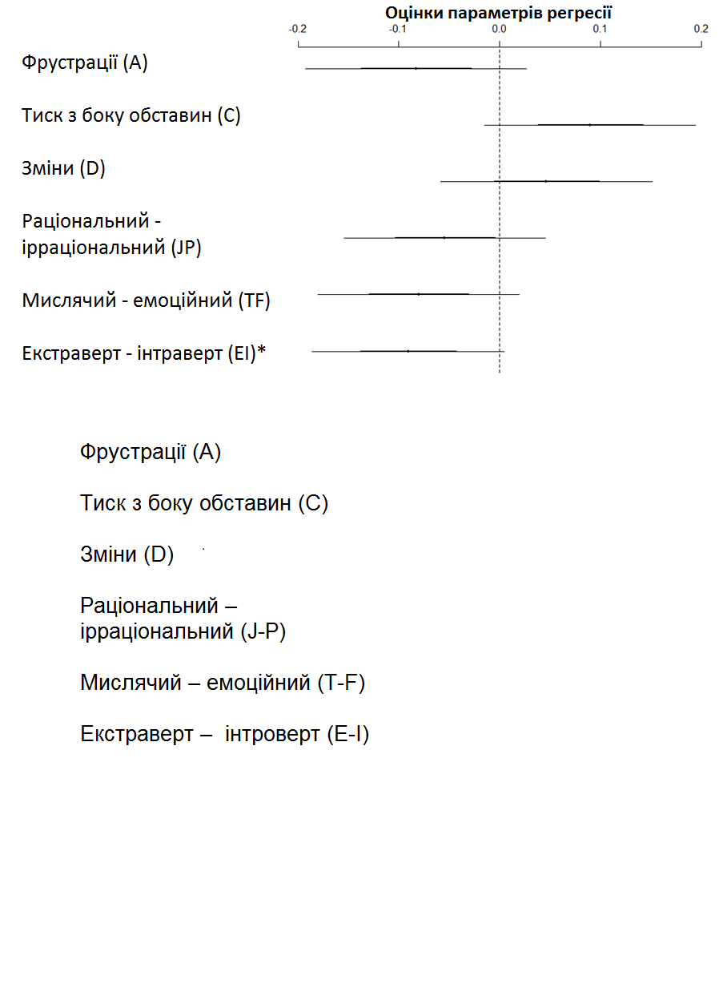 Оцінки параметрів регресії
-0.2 -0.1 0.0 0.1 0.2
Фрустрації (A)
Тиск з боку обставин (C)
Зміни (D)
Раціональний -
ірраціональний (JP)
Мислячий - емоційний (TF)
Екстраверт - інтраверт (EI)*
Фрустрації (A)
Тиск з боку обставин (C)
Зміни (D)
Раціональний –
ірраціональний (J-P)
Мислячий – емоційний (T-F)
Екстраверт – інтроверт (E-I)